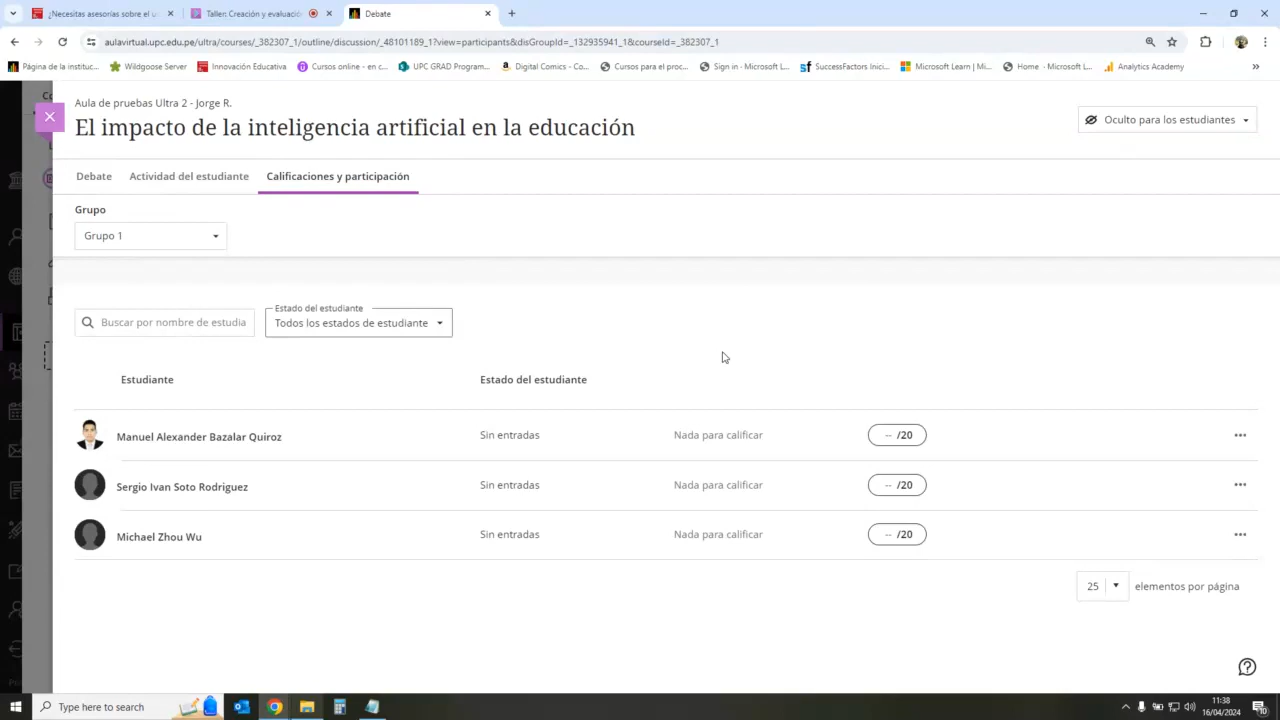 ¿Necesitas asesorías sobre el u
Taller: Creación y evaluación
Debate
aulavirtual.upc.edu.pe/ultra/courses/_382307_1/outline/discussion/_48101189_1?view=participants&disGroupId=_132935941_1&courseId=_382307_1
Página de la instituc...
Wildgoose Server
Innovación Educativa
Cursos online - en c...
UPC GRAD Program...
Digital Comics - Co...
Cursos para el proc...
Sign in - Microsoft L...
SuccessFactors Inici...
Microsoft Learn | Mi...
Home - Microsoft L...
Analytics Academy
Aula de pruebas Ultra 2 - Jorge R.
El impacto de la inteligencia artificial en la educación
Oculto para los estudiantes
Debate
Actividad del estudiante
Calificaciones y participación
Grupo
Grupo 1
Buscar por nombre de estudia
Estado del estudiante
Todos los estados de estudiante
Estudiante
Estado del estudiante
Manuel Alexander Bazalar Quiroz
Sin entradas
Nada para calificar
-- /20
Sergio Ivan Soto Rodriguez
Sin entradas
Nada para calificar
-- /20
Michael Zhou Wu
Sin entradas
Nada para calificar
-- /20
25
elementos por página
Type here to search
11:38
16/04/2024